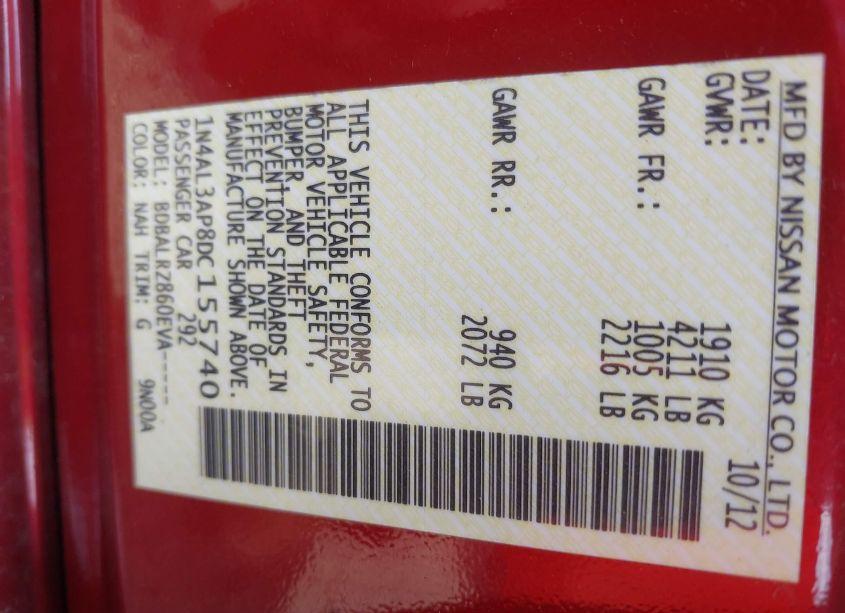 MFD BY NISSAN MOTOR CO., LTD.
DATE: 10/12
GVWR: 1910 KG
4211 LB
GAWR FR.: 1005 KG
2216 LB
GAWR RR.: 940 KG
2072 LB
THIS VEHICLE CONFORMS TO
ALL APPLICABLE FEDERAL
MOTOR VEHICLE SAFETY,
BUMPER, AND THEFT
PREVENTION STANDARDS IN
EFFECT ON THE DATE OF
MANUFACTURE SHOWN ABOVE.
1N4AL3AP8DC155740
PASSENGER CAR 292
MODEL: BDBALRZ860EVA-----
COLOR: NAH TRIM: G 9N00A